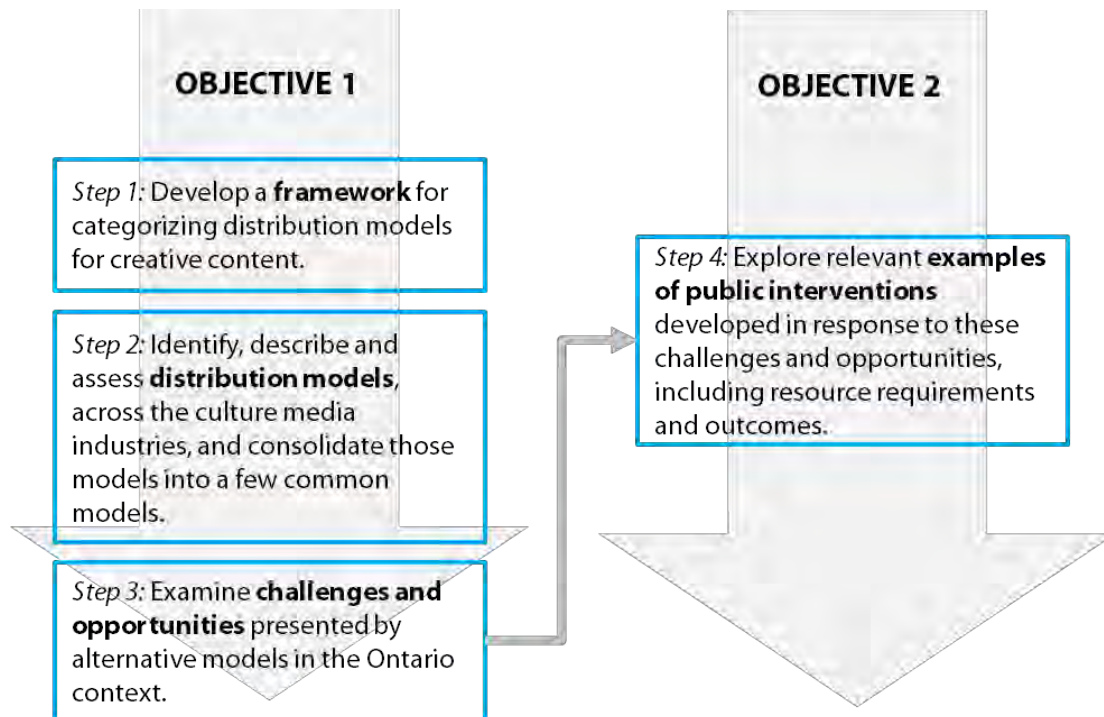 OBJECTIVE 1
Step 1: Develop a framework for
categorizing distribution models
for creative content.
Step 2: Identify, describe and
assess distribution models,
across the culture media
industries, and consolidate those
models into a few common
models.
Step 3: Examine challenges and
opportunities presented by
alternative models in the Ontario
context.
OBJECTIVE 2
Step 4: Explore relevant examples
of public interventions
developed in response to these
challenges and opportunities,
including resource requirements
and outcomes.